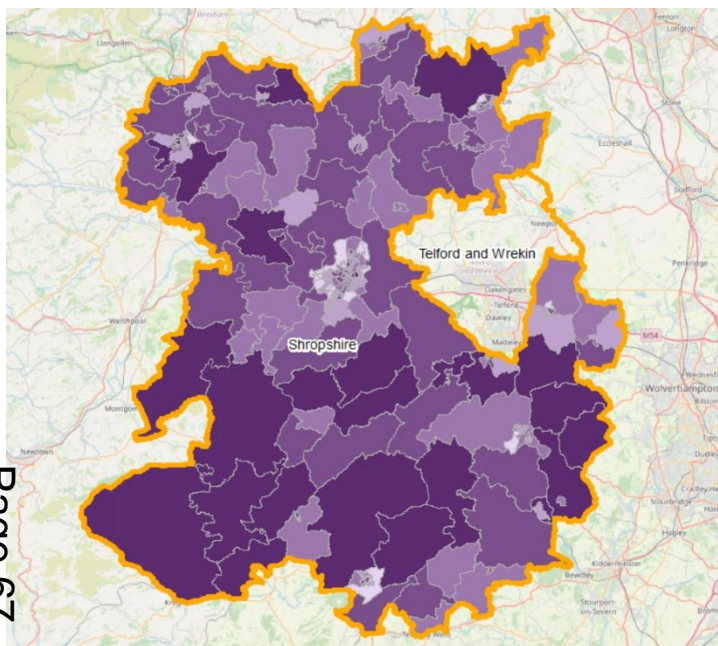 Llangollen
Fenton
Longton
Stone
Eccleshall
Stafford
Newport
Penkridge
Telford and Wrekin
Oakengates
Telford
Dawley
Madeley
M54
Welshpool
Shropshire
Wolverhampton
Newtown
Dudley
Stourbridge
Hagley
Kidderminster
Bewdley
Stourport-
on-Severn
Page 67